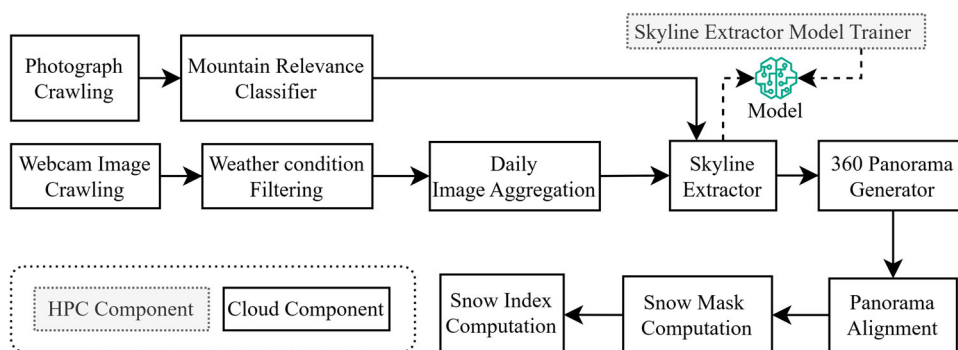 Skyline Extractor Model Trainer
Photograph
Crawling
Mountain Relevance
Classifier
Model
Webcam Image
Crawling
Weather condition
Filtering
Daily
Image Aggregation
Skyline
Extractor
360 Panorama
Generator
HPC Component
Cloud Component
Snow Index
Computation
Snow Mask
Computation
Panorama
Alignment